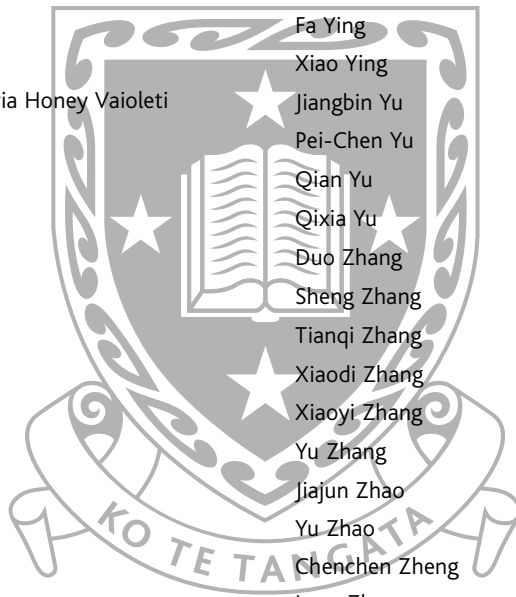 Fa Ying
Xiao Ying
Honey Vaioleti
Jiangbin Yu
Pei-Chen Yu
Qian Yu
Qixia Yu
Duo Zhang
Sheng Zhang
Tianqi Zhang
Xiaodi Zhang
Xiaoyi Zhang
Yu Zhang
Jiajun Zhao
Yu Zhao
Chenchen Zheng
KO TE TANGATA